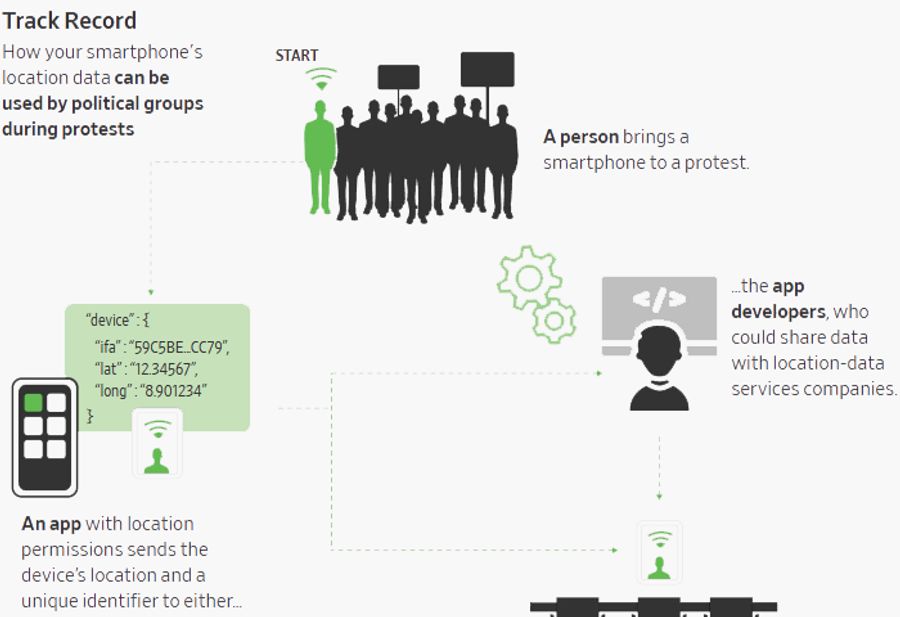 Track Record
How your smartphone's
location data can be
used by political groups
during protests
START
A person brings a
smartphone to a protest.
"device":{
"ifa":"59C5BE...CC79",
"lat":"12.34567",
"long":"8.901234"
}
An app with location
permissions sends the
device's location and a
unique identifier to either...
...the app
developers, who
could share data
with location-data
services companies.
</>